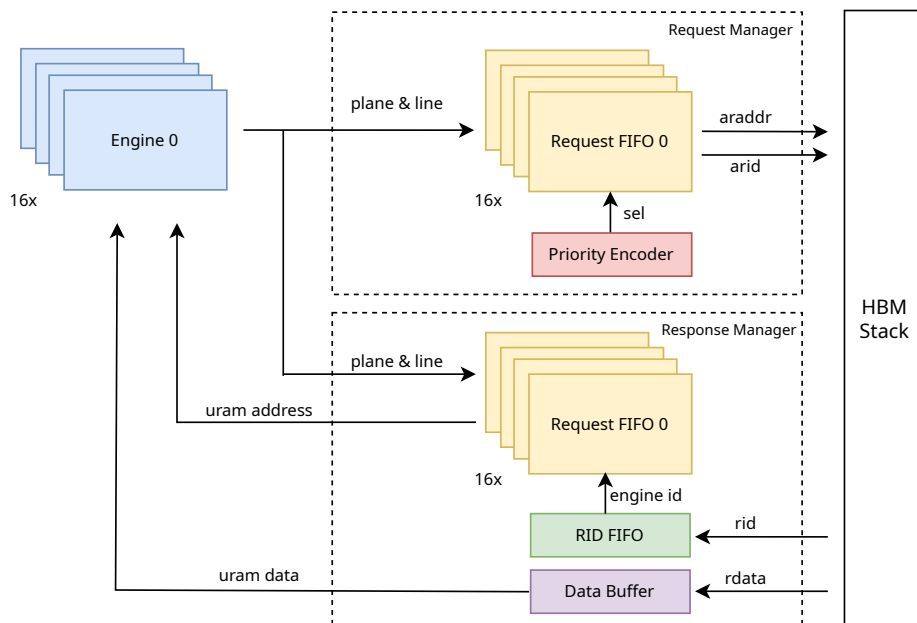 Request Manager
plane & line
araddr
Engine 0
Request FIFO 0
arid
16x
16x
sel
Priority Encoder
HBM
Stack
Response Manager
plane & line
uram address
Request FIFO 0
16x
engine id
rid
RID FIFO
uram data
rdata
Data Buffer